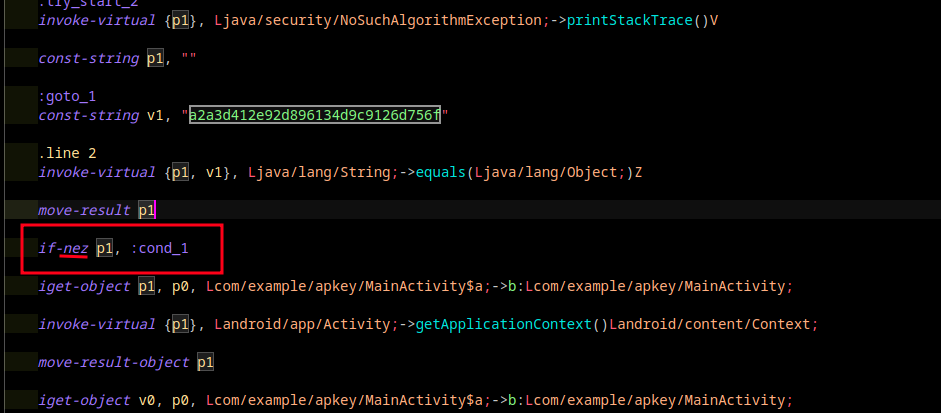 .try_start_2
invoke-virtual {p1}, Ljava/security/NoSuchAlgorithmException;->printStackTrace()V
const-string p1, ""
:goto_1
const-string v1, "a2a3d412e92d896134d9c9126d756f"
.line 2
invoke-virtual {p1, v1}, Ljava/lang/String;->equals(Ljava/lang/Object;)Z
move-result p1
if-nez p1, :cond_1
iget-object p1, p0, Lcom/example/apkey/MainActivity$a;->b:Lcom/example/apkey/MainActivity;
invoke-virtual {p1}, Landroid/app/Activity;->getApplicationContext()Landroid/content/Context;
move-result-object p1
iget-object v0, p0, Lcom/example/apkey/MainActivity$a;->b:Lcom/example/apkey/MainActivity;